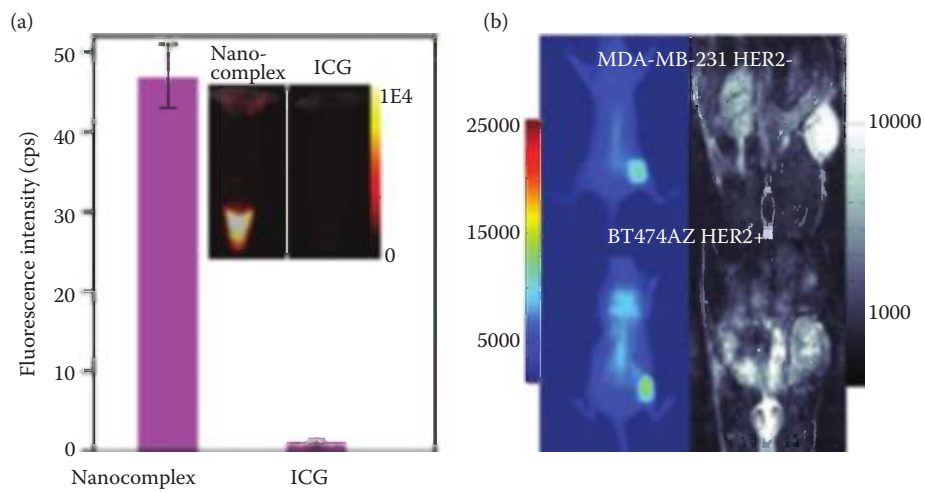 (a)
50
40
30
20
10
0
Fluorescence intensity (cps)
Nano-
complex
ICG
1E4
0
Nanocomplex
ICG
(b)
MDA-MB-231 HER2-
BT474AZ HER2+
25000
15000
5000
10000
1000